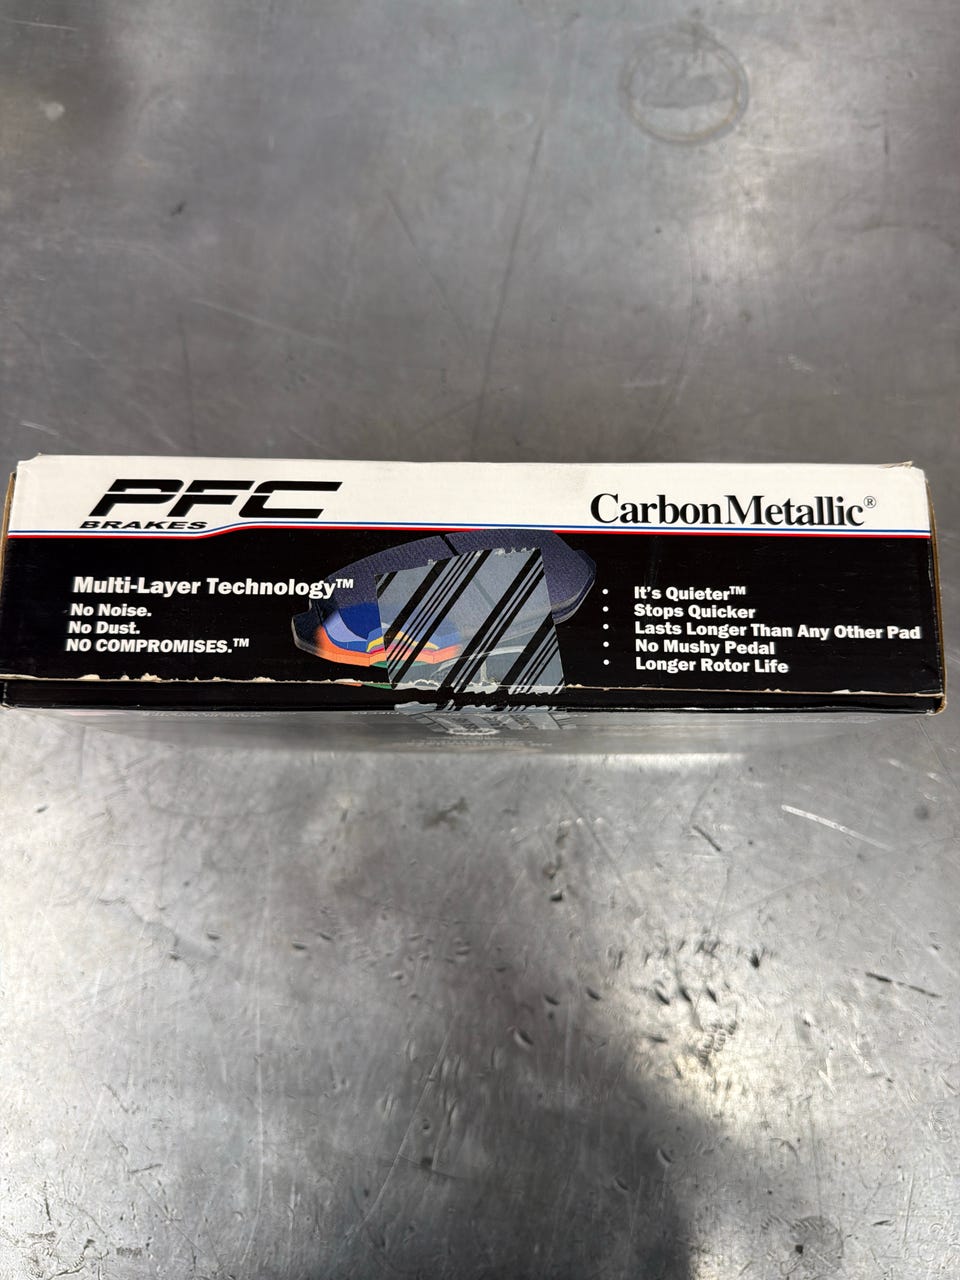 PFC
BRAKES
CarbonMetallic®
Multi-Layer Technology™
No Noise.
No Dust.
NO COMPROMISES.™
• It's Quieter™
• Stops Quicker
• Lasts Longer Than Any Other Pad
• No Mushy Pedal
• Longer Rotor Life